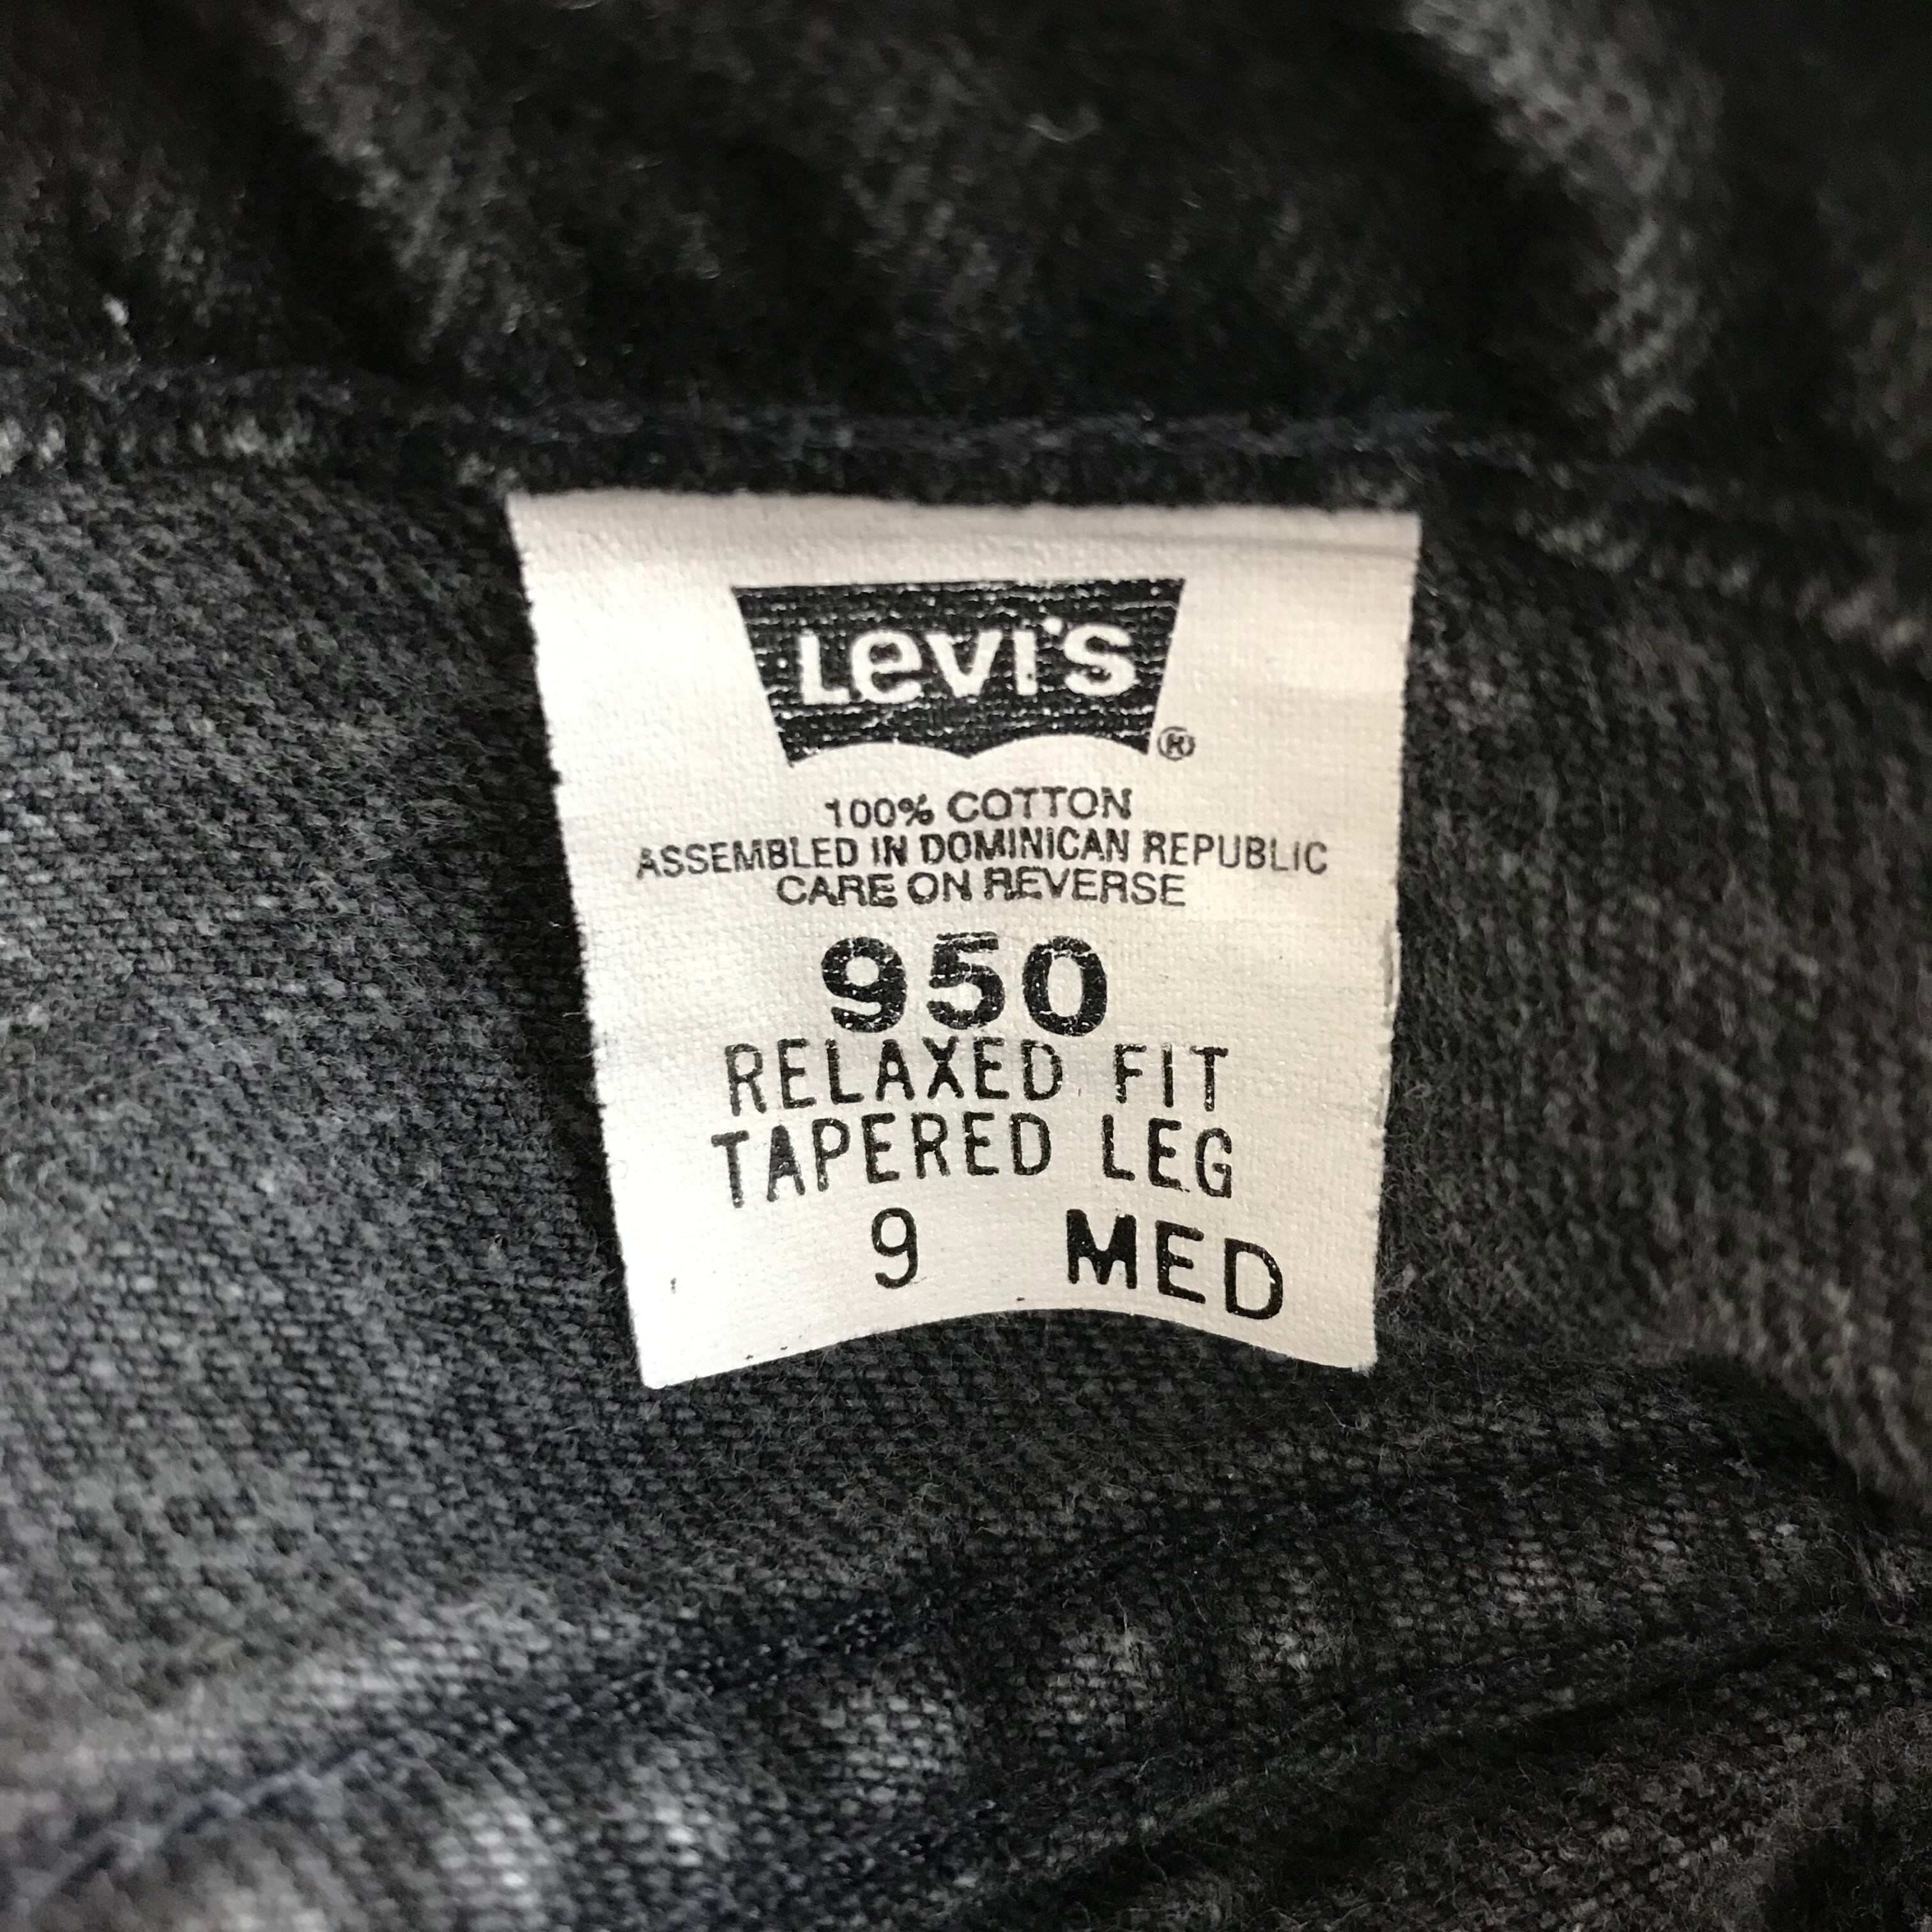 Levi's ®
100% COTTON
ASSEMBLED IN DOMINICAN REPUBLIC
CARE ON REVERSE
950
RELAXED FIT
TAPERED LEG
9 MED